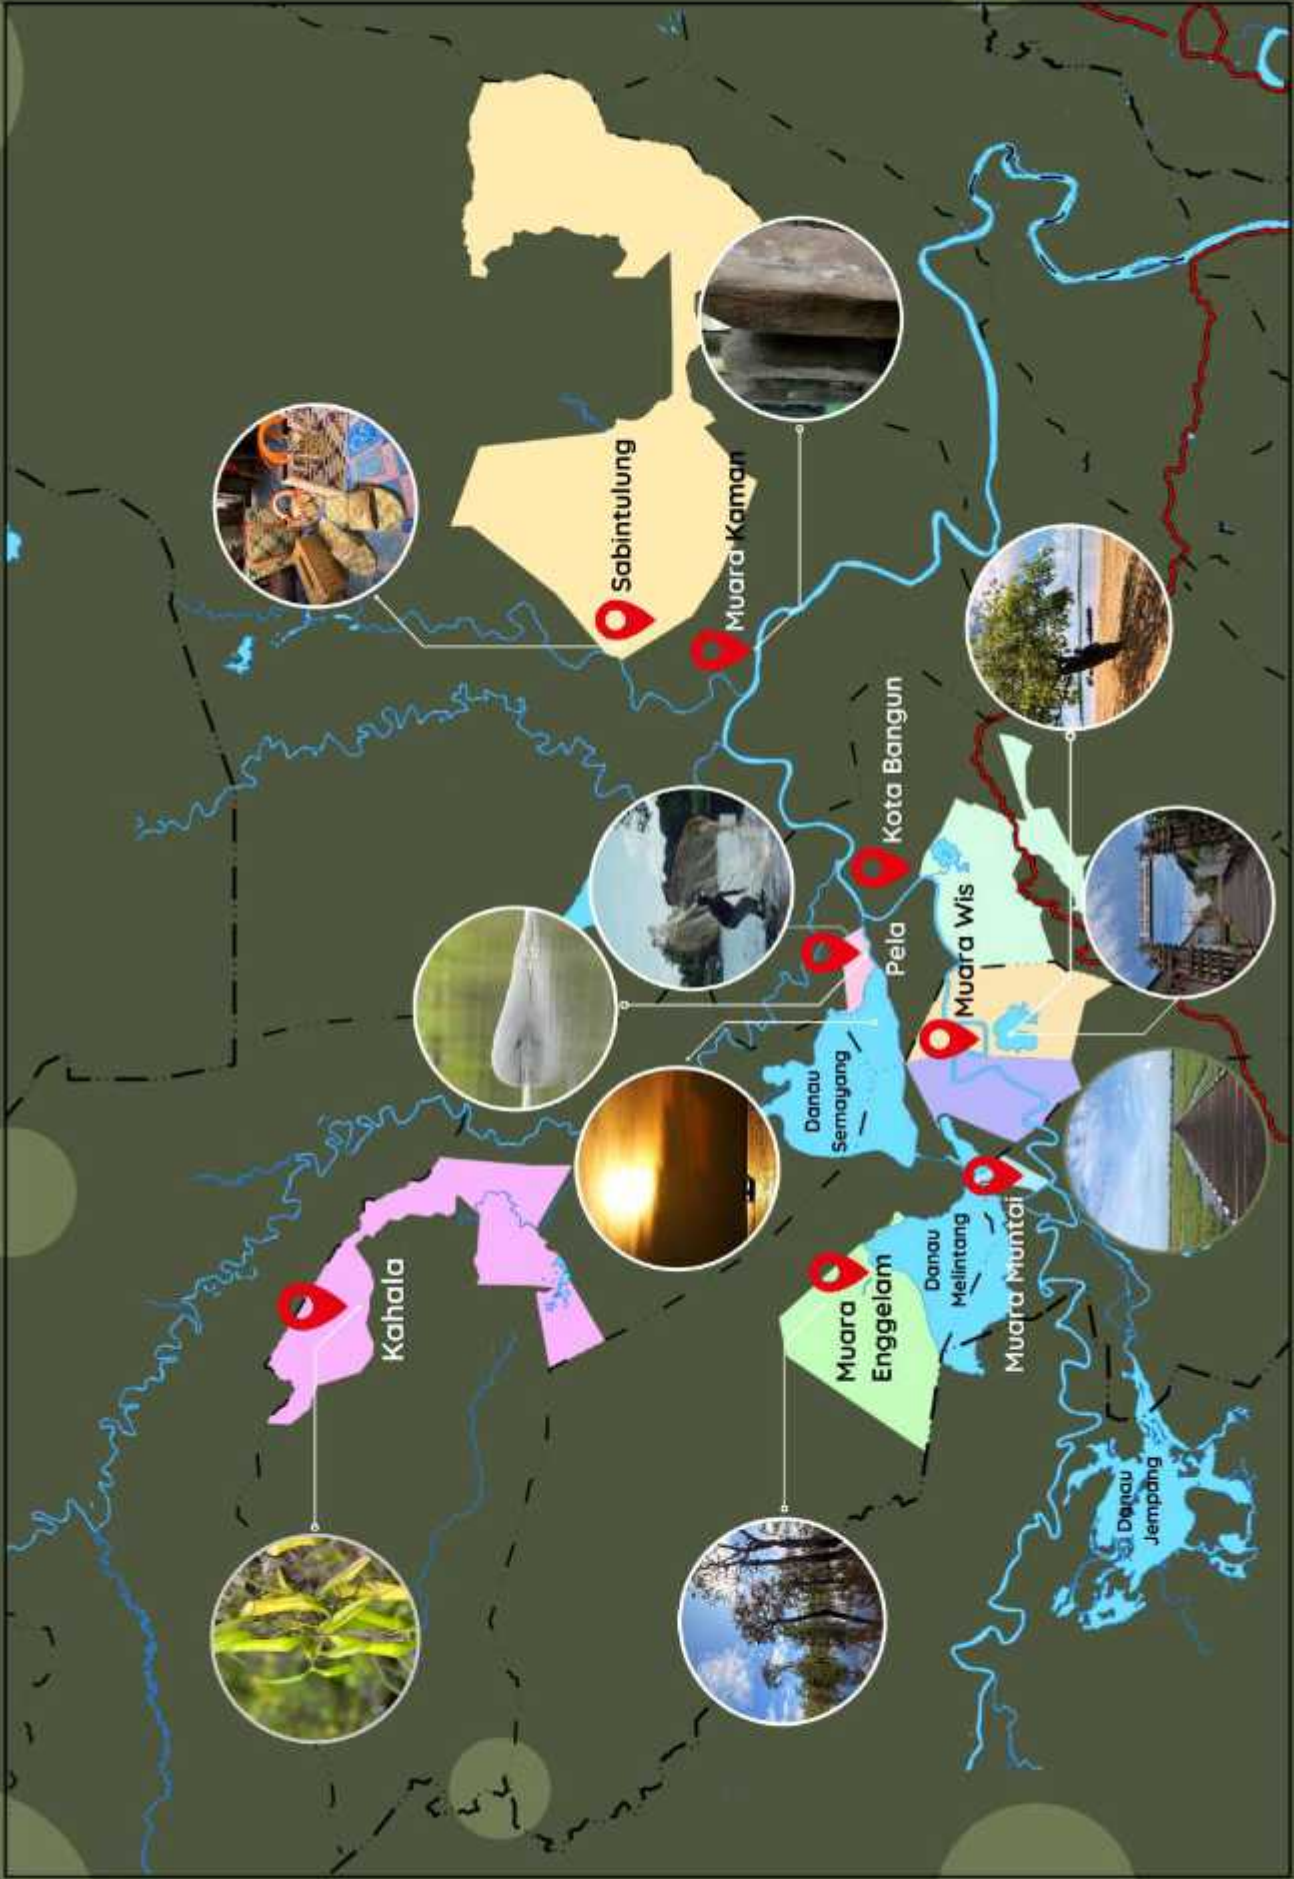 Kahala
Sabintulung
Muara Kaman
Danau
Semayang
Pela
Kota Bangun
Muara
Enggelam
Danau
Melintang
Muara Wis
Muara Muntai
Danau
Jempang